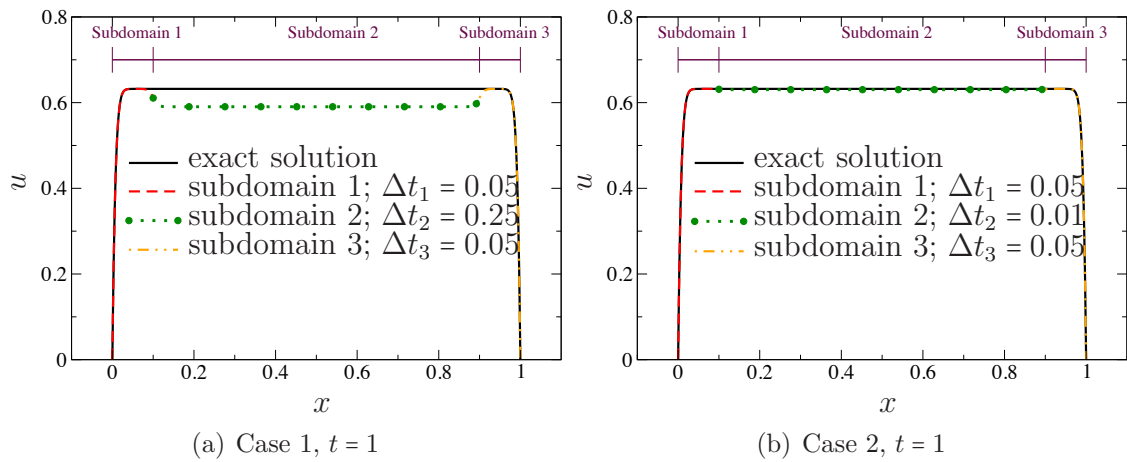 0.8
Subdomain 1 Subdomain 2 Subdomain 3
0.6
exact solution
subdomain 1; Δt₁ = 0.05
u
0.4
subdomain 2; Δt₂ = 0.25
subdomain 3; Δt₃ = 0.05
0.2
0
0 0.2 0.4 0.6 0.8 1
x
(a) Case 1, t = 1
0.8
Subdomain 1 Subdomain 2 Subdomain 3
0.6
exact solution
subdomain 1; Δt₁ = 0.05
u
0.4
subdomain 2; Δt₂ = 0.01
subdomain 3; Δt₃ = 0.05
0.2
0
0 0.2 0.4 0.6 0.8 1
x
(b) Case 2, t = 1